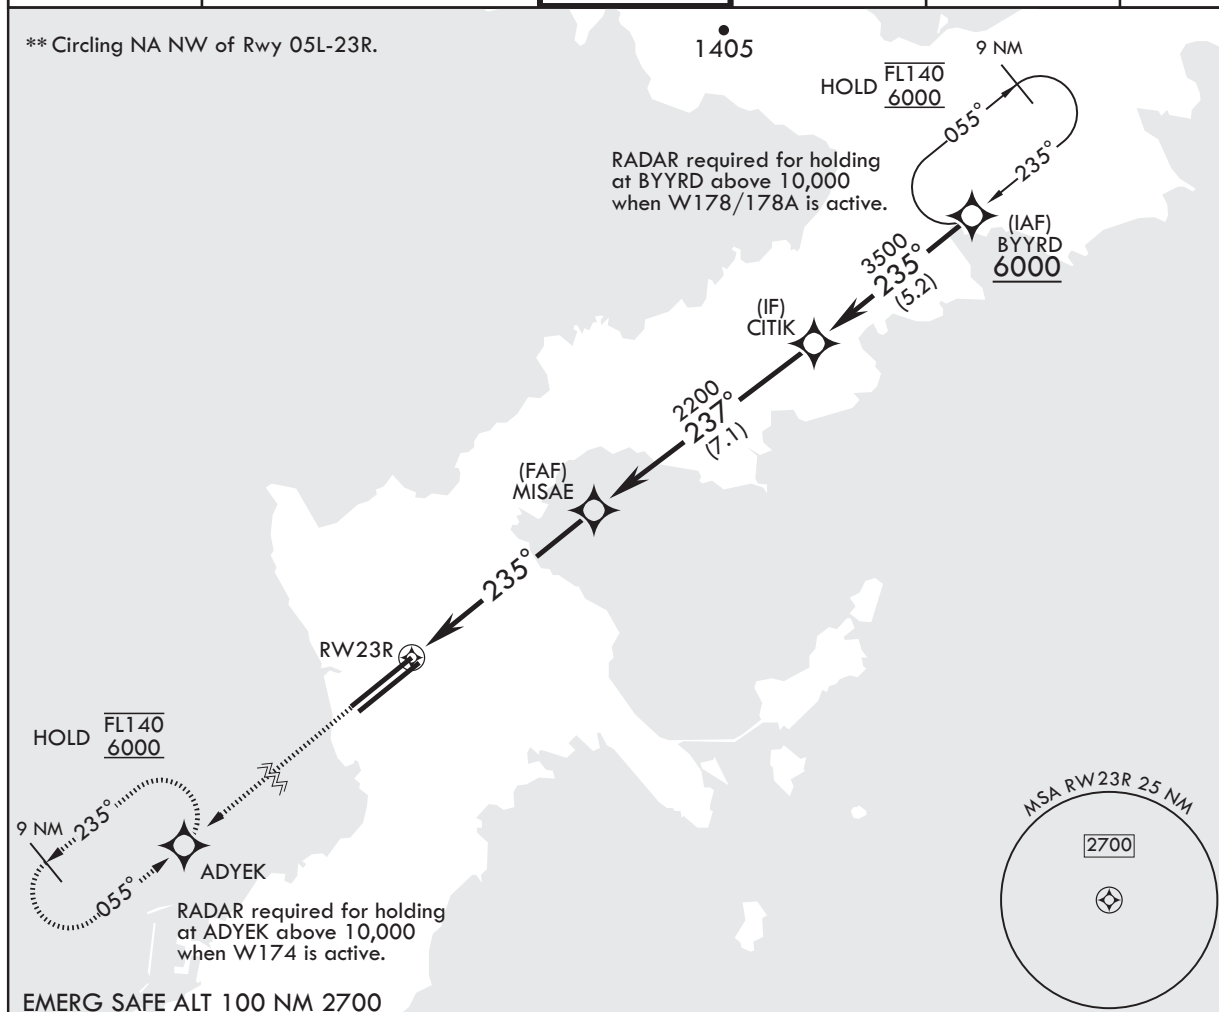 ** Circling NA NW of Rwy 05L-23R.
1405
9 NM
HOLD FL140
6000
055°
235°
RADAR required for holding
at BYYRD above 10,000
when W178/178A is active.
(IAF)
BYYRD
6000
3500
235°
(5.2)
(IF)
CITIK
2200
237°
(7.1)
(FAF)
MISAE
235°
RW23R
HOLD FL140
6000
235°
9 NM
055°
ADYEK
RADAR required for holding
at ADYEK above 10,000
when W174 is active.
MSA RW23R 25 NM
2700
EMERG SAFE ALT 100 NM 2700